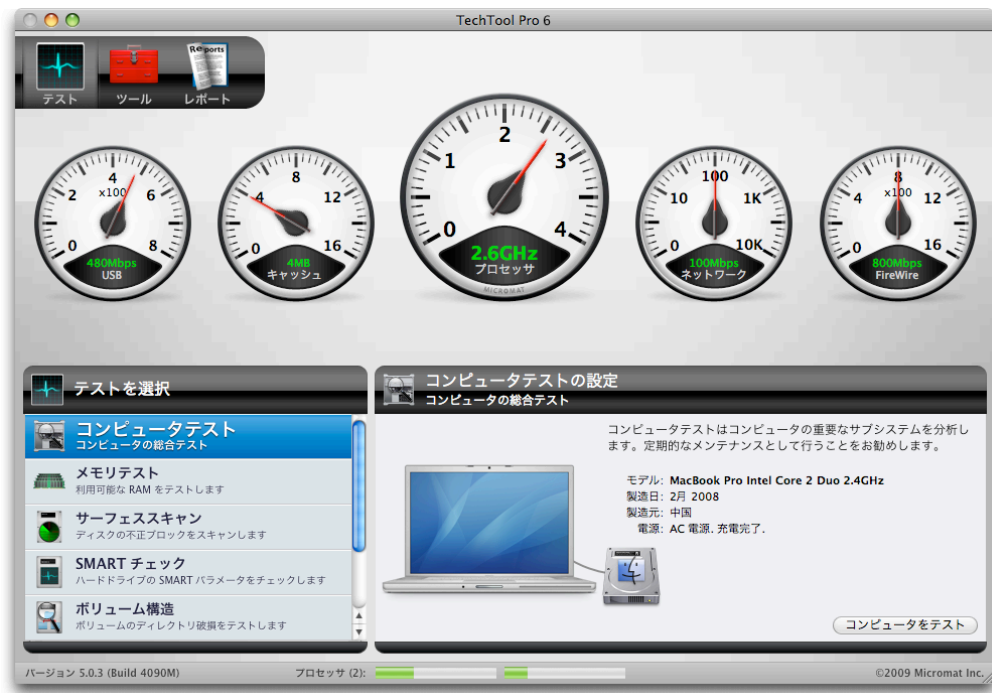 TechTool Pro 6
Reports
テスト
ツール
レポート
0
2
4
6
8
x100
480Mbps
USB
0
4
8
12
16
4MB
キャッシュ
0
1
2
3
4
2.6GHz
プロセッサ
MICROMAT
0
10
100
1K
10K
100Mbps
ネットワーク
0
4
8
12
16
x100
800Mbps
FireWire
テストを選択
コンピュータテスト
コンピュータの総合テスト
メモリテスト
利用可能な RAM をテストします
サーフェススキャン
ディスクの不正ブロックをスキャンします
SMART チェック
ハードドライブの SMART パラメータをチェックします
ボリューム構造
ボリュームのディレクトリ破損をテストします
コンピュータテストの設定
コンピュータの総合テスト
コンピュータテストはコンピュータの重要なサブシステムを分析し
ます。定期的なメンテナンスとして行うことをお勧めします。
モデル: MacBook Pro Intel Core 2 Duo 2.4GHz
製造日: 2月 2008
製造元: 中国
電源: AC 電源. 充電完了.
コンピュータをテスト
バージョン 5.0.3 (Build 4090M)
プロセッサ (2):
©2009 Micromat Inc.